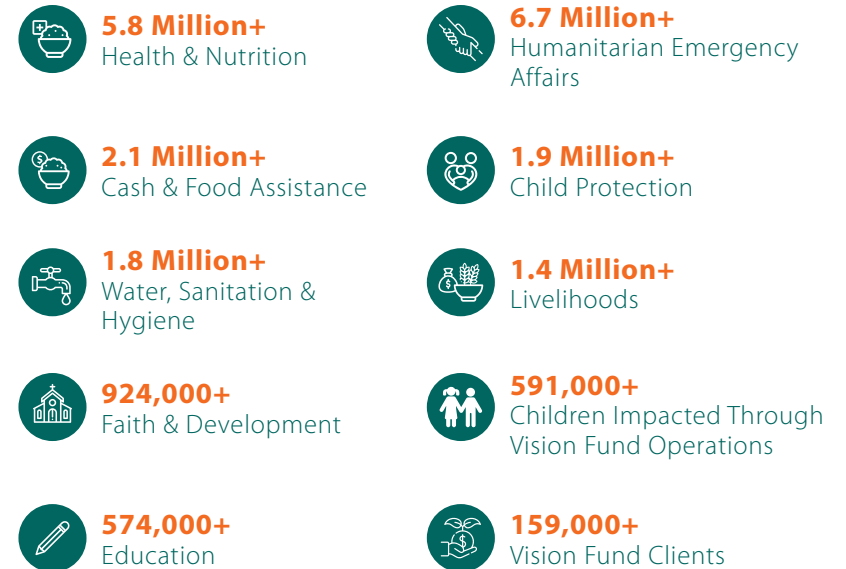 5.8 Million+
Health & Nutrition
6.7 Million+
Humanitarian Emergency
Affairs
2.1 Million+
Cash & Food Assistance
1.9 Million+
Child Protection
1.8 Million+
Water, Sanitation &
Hygiene
1.4 Million+
Livelihoods
924,000+
Faith & Development
591,000+
Children Impacted Through
Vision Fund Operations
574,000+
Education
159,000+
Vision Fund Clients